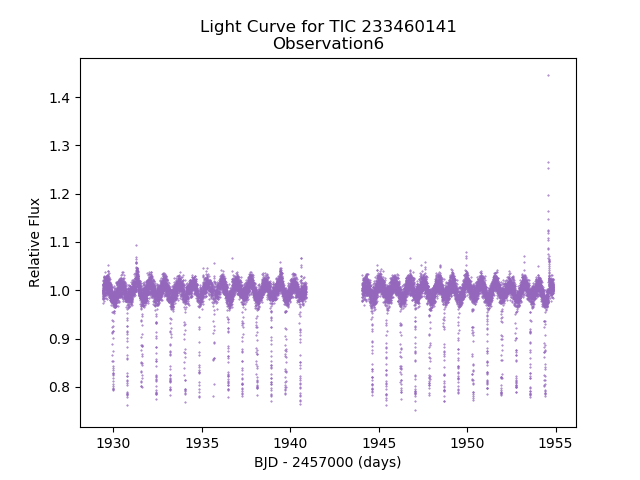 Light Curve for TIC 233460141
Observation6
Relative Flux
1.4
1.3
1.2
1.1
1.0
0.9
0.8
1930 1935 1940 1945 1950 1955
BJD - 2457000 (days)